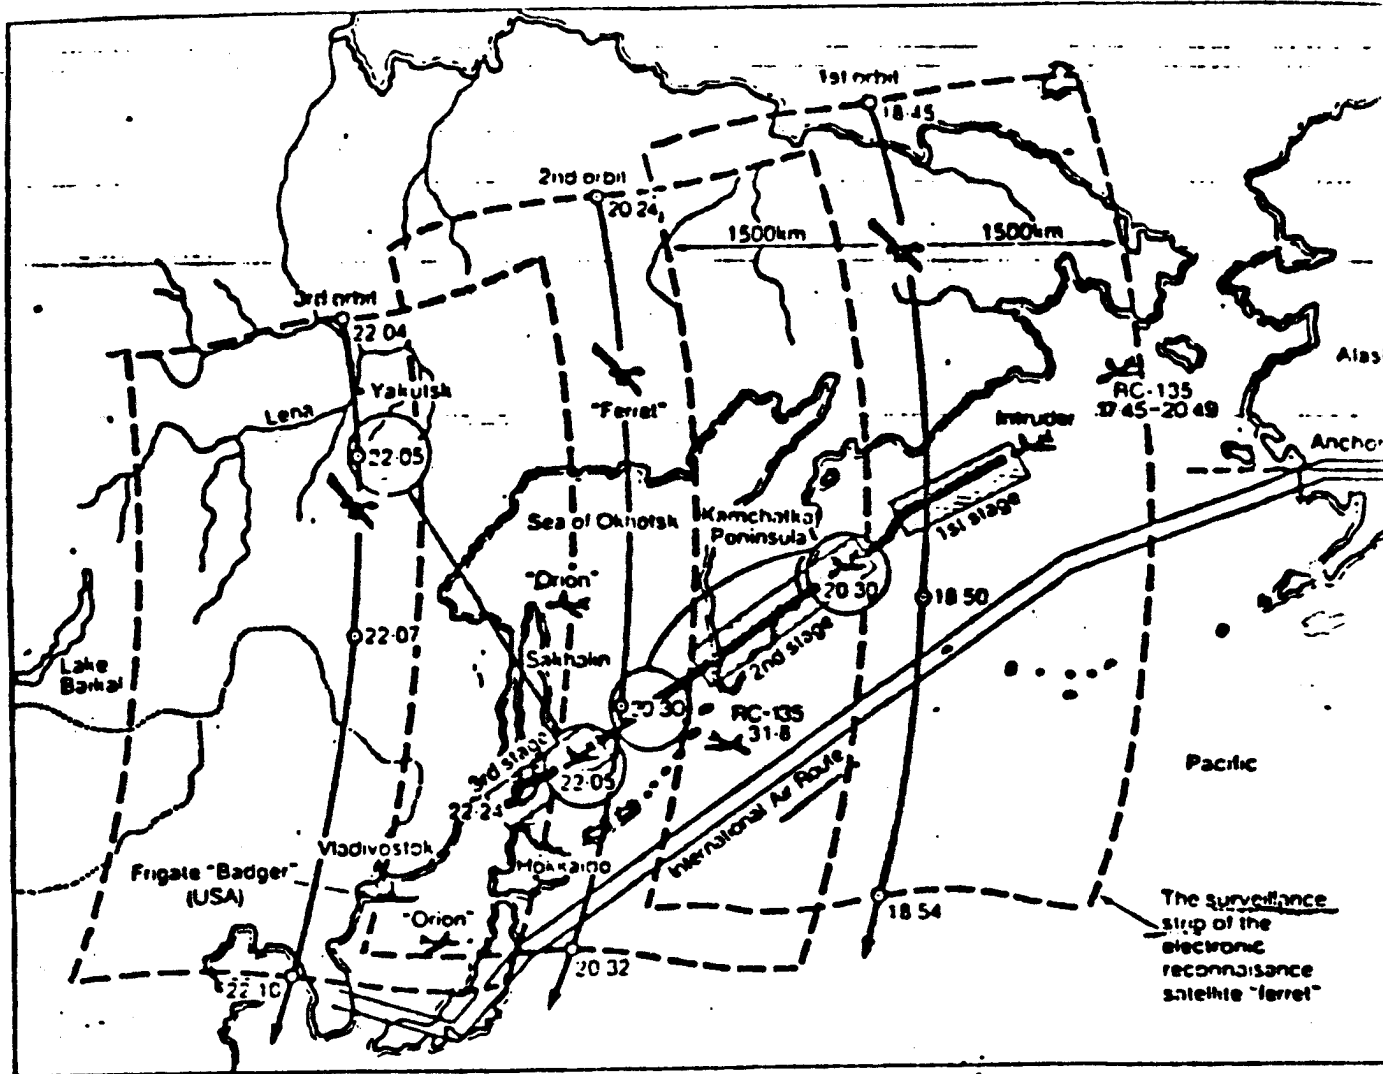 1st orbit
18·45
2nd orbit
20·24
1500km
1500km
3rd orbit
22·04
Alas
RC-135
17·45-20·49
Yakutsk
Lena
"Ferret"
Intruder
Anchor
22·05
Sea of Okhotsk
Kamchatka
Peninsula
1st stage
"Orion"
20·30
18·50
22·07
2nd stage
Sakhalin
Lake
Baikal
20·30
RC-135
31·8
3rd stage
22·05
22·24
Pacific
International Air Route
Vladivostok
Hokkaido
Frigate "Badger"
(USA)
"Orion"
18·54
The surveillance
strip of the
electronic
reconnaisance
satellite "ferret"
20·32
22·10